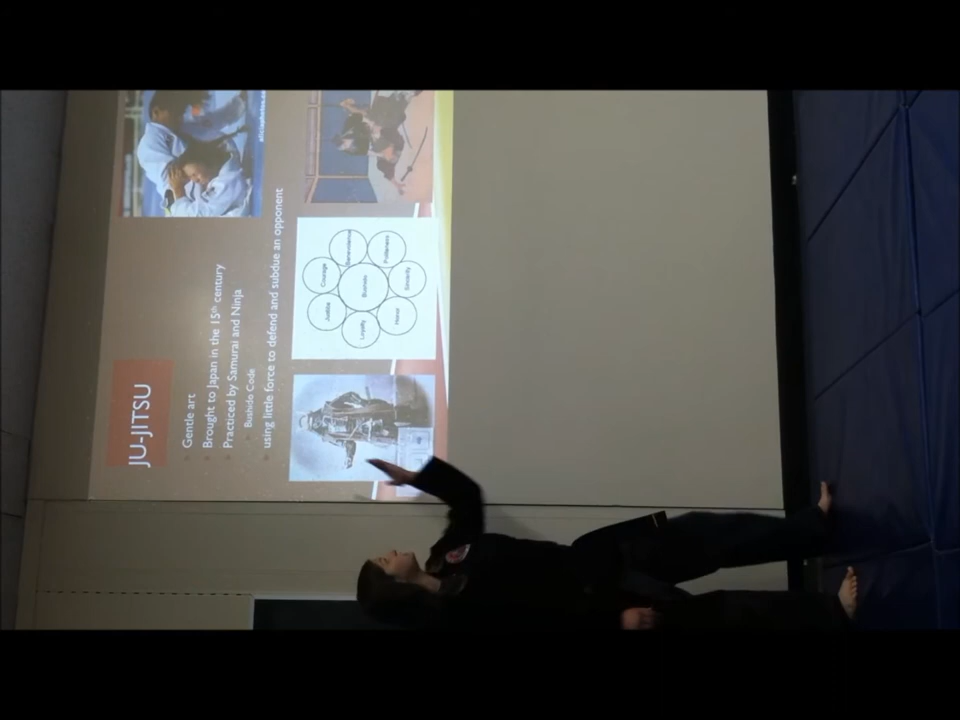 JU-JITSU
Gentle art
Brought to Japan in the 15th century
Practiced by Samurai and Ninja
Bushido Code
using little force to defend and subdue an opponent
Courage
Benevolence
Justice
Bushido
Politeness
Loyalty
Honor
Sincerity